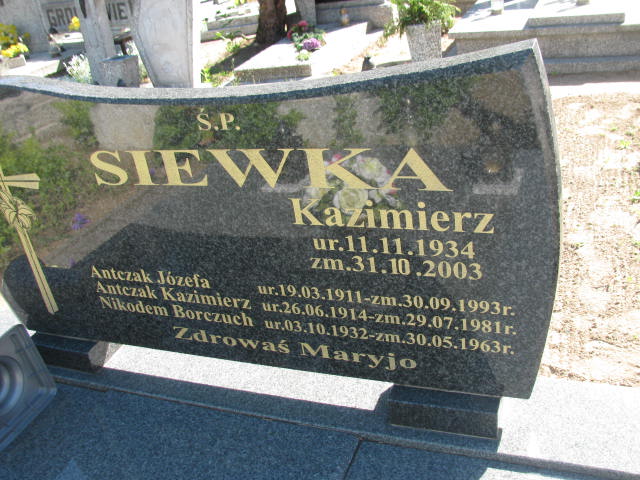 Ś.P.
SIEWKA
Kazimierz
ur.11.11.1934
zm.31.10.2003
Antczak Józefa ur.19.03.1911-zm.30.09.1993r.
Antczak Kazimierz ur.26.06.1914-zm.29.07.1981r.
Nikodem Borczuch ur.03.10.1932-zm.30.05.1963r.
Zdrowaś Maryjo